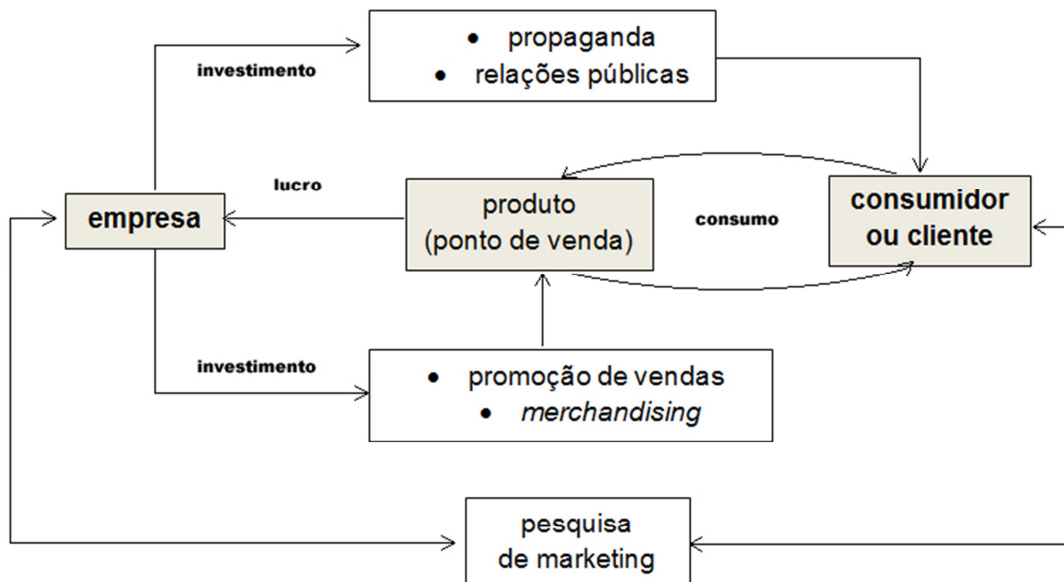 • propaganda
• relações públicas
investimento
lucro
empresa
produto
(ponto de venda)
consumo
consumidor
ou cliente
investimento
• promoção de vendas
• merchandising
pesquisa
de marketing